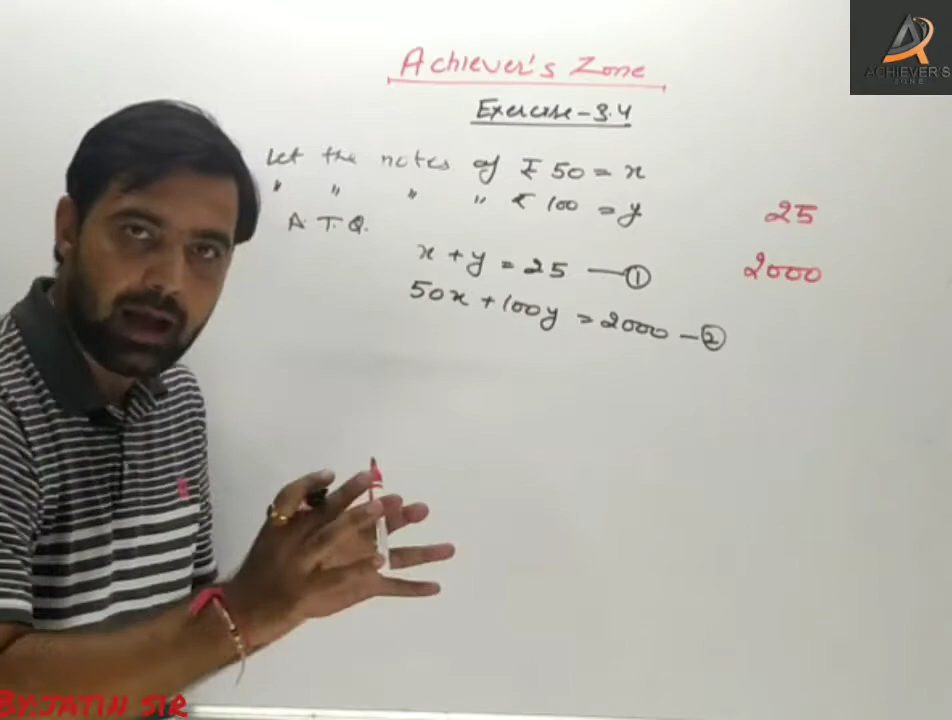 Achiever's Zone
ACHIEVER'S
ZONE
Exercise-3.4
Let the notes of ₹ 50 = x
" " " " ₹ 100 = y
25
A.T.Q.
x + y = 25 — ①
2000
50x + 100y = 2000 — ②
BY:JATIN SIR